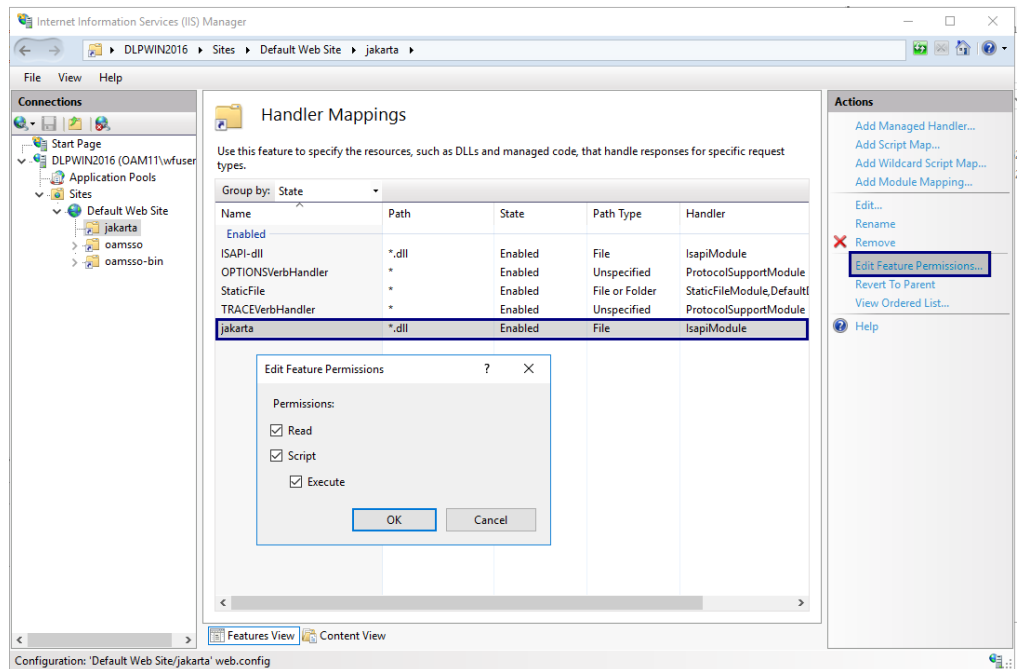 Internet Information Services (IIS) Manager
DLPWIN2016 Sites Default Web Site jakarta
File View Help
Connections
Start Page
DLPWIN2016 (OAM11\wfuser
Application Pools
Sites
Default Web Site
jakarta
oamsso
oamsso-bin
Handler Mappings
Use this feature to specify the resources, such as DLLs and managed code, that handle responses for specific request
types.
Group by: State
Name Path State Path Type Handler
Enabled
ISAPI-dll *.dll Enabled File IsapiModule
OPTIONSVerbHandler * Enabled Unspecified ProtocolSupportModule
StaticFile * Enabled File or Folder StaticFileModule,Default
TRACEVerbHandler * Enabled Unspecified ProtocolSupportModule
jakarta *.dll Enabled File IsapiModule
Edit Feature Permissions ?
Permissions:
Read
Script
Execute
OK Cancel
Features View Content View
Actions
Add Managed Handler...
Add Script Map...
Add Wildcard Script Map...
Add Module Mapping...
Edit...
Rename
Remove
Edit Feature Permissions...
Revert To Parent
View Ordered List...
Help
Configuration: 'Default Web Site/jakarta' web.config